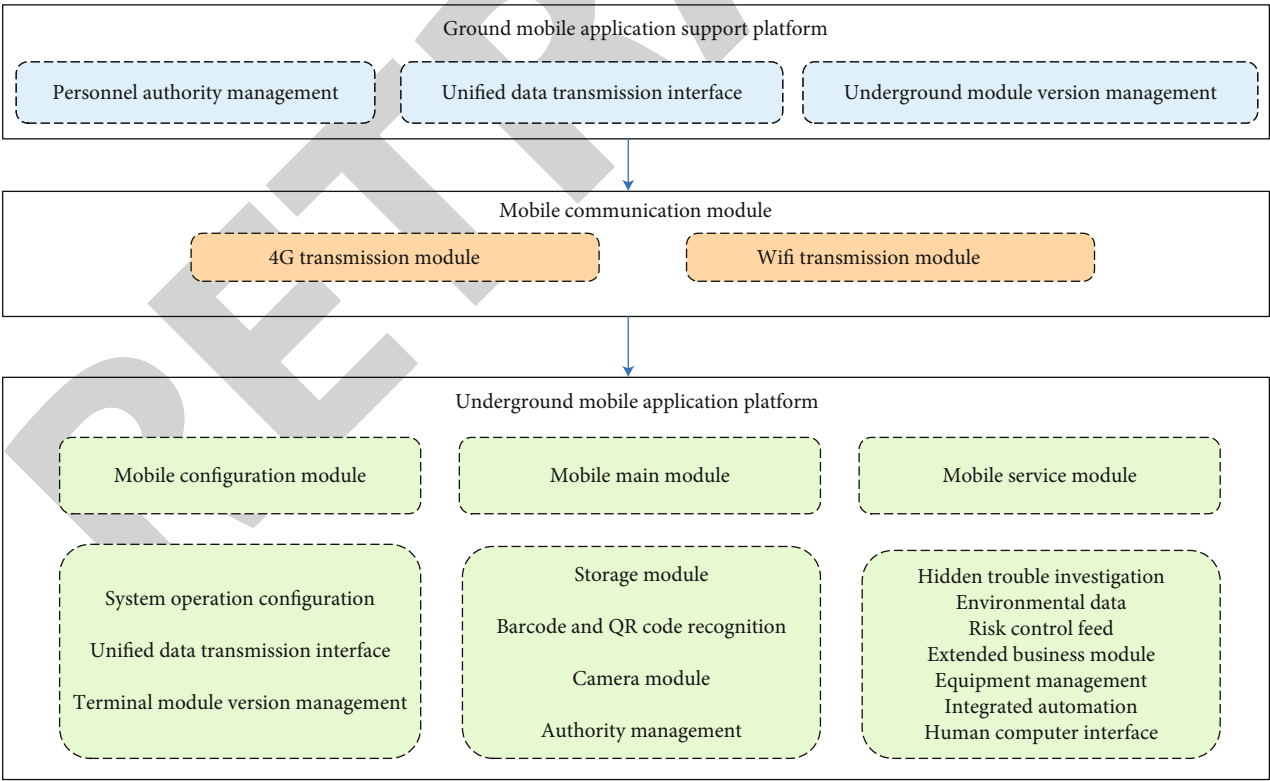 Ground mobile application support platform
Personnel authority management
Unified data transmission interface
Underground module version management
Mobile communication module
4G transmission module
Wifi transmission module
Underground mobile application platform
Mobile configuration module
Mobile main module
Mobile service module
System operation configuration
Unified data transmission interface
Terminal module version management
Storage module
Barcode and QR code recognition
Camera module
Authority management
Hidden trouble investigation
Environmental data
Risk control feed
Extended business module
Equipment management
Integrated automation
Human computer interface
RETRA